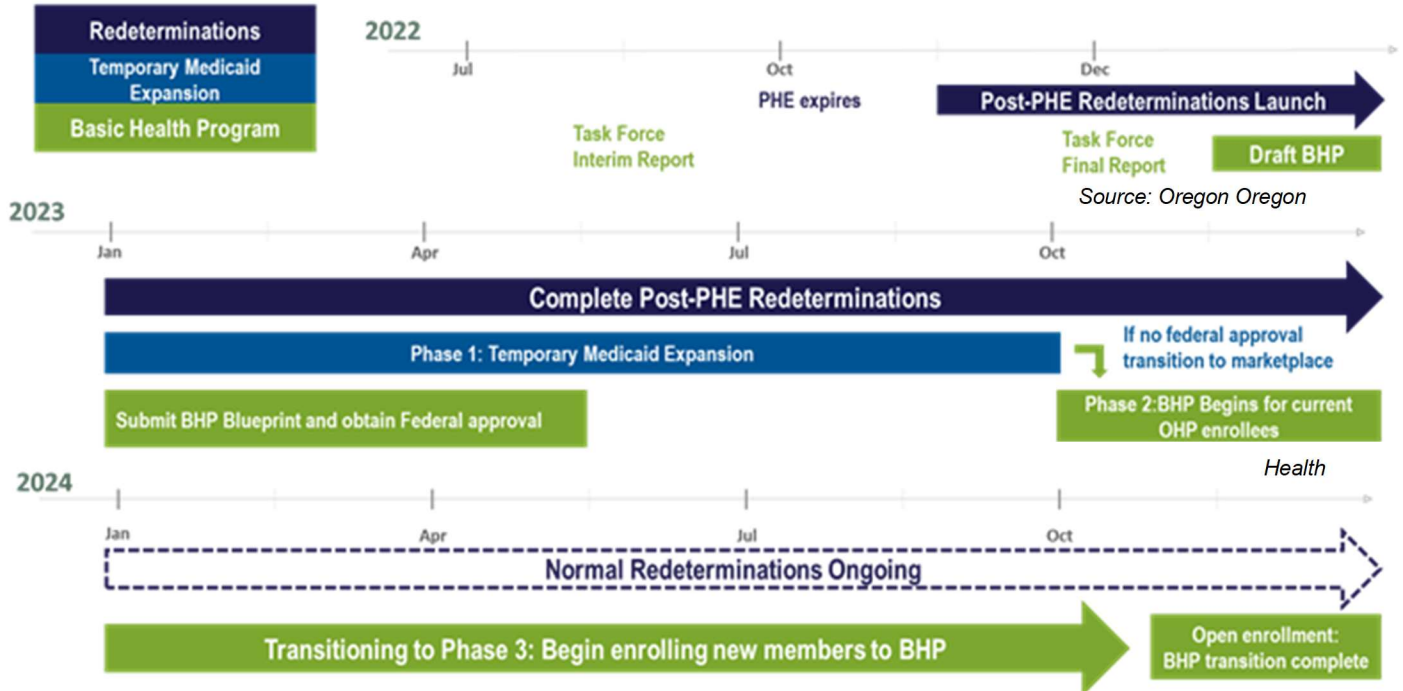 Redeterminations
Temporary Medicaid
Expansion
Basic Health Program
2022
Jul
Oct
Dec
PHE expires
Post-PHE Redeterminations Launch
Task Force
Interim Report
Task Force
Final Report
Draft BHP
Source: Oregon Oregon
2023
Jan
Apr
Jul
Oct
Complete Post-PHE Redeterminations
Phase 1: Temporary Medicaid Expansion
If no federal approval
transition to marketplace
Submit BHP Blueprint and obtain Federal approval
Phase 2:BHP Begins for current
OHP enrollees
Health
2024
Jan
Apr
Jul
Oct
Normal Redeterminations Ongoing
Transitioning to Phase 3: Begin enrolling new members to BHP
Open enrollment:
BHP transition complete